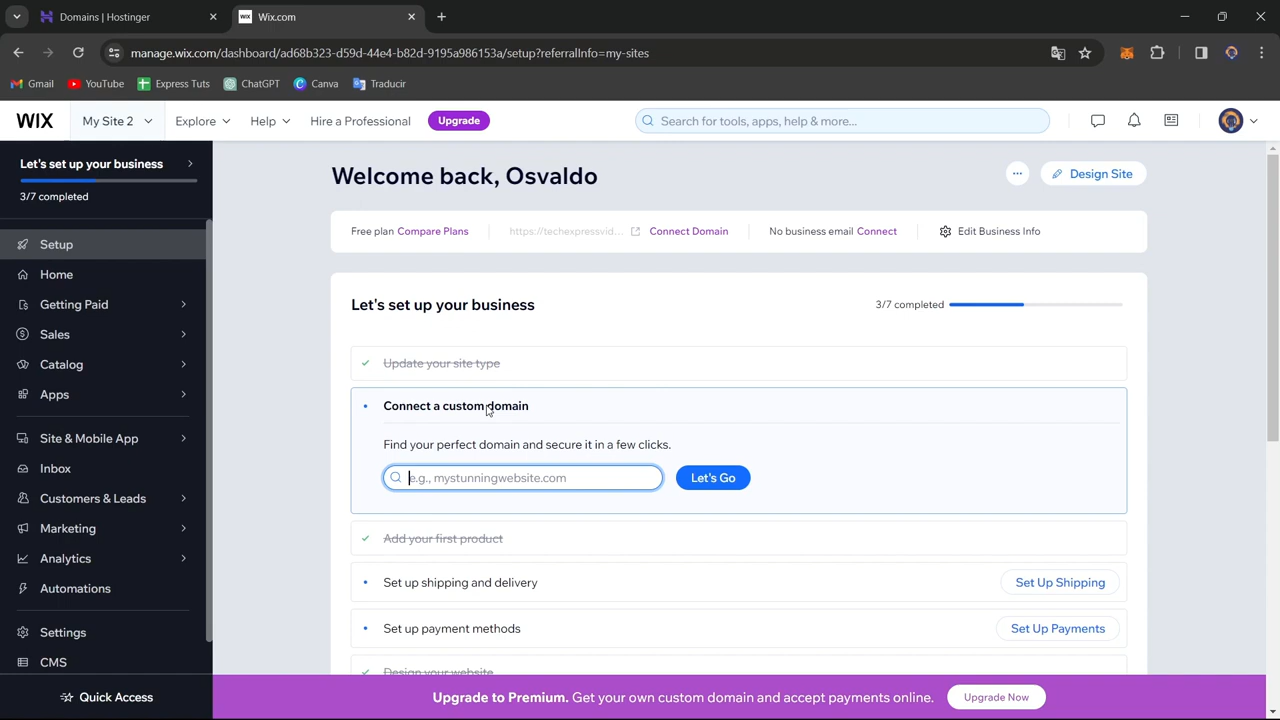 Domains | Hostinger
WIX Wix.com
manage.wix.com/dashboard/ad68b323-d59d-44e4-b82d-9195a986153a/setup?referralInfo=my-sites
Gmail YouTube Express Tuts ChatGPT Canva Traducir
WIX My Site 2 Explore Help Hire a Professional Upgrade Search for tools, apps, help & more...
Let's set up your business
3/7 completed
Setup
Home
Getting Paid
Sales
Catalog
Apps
Site & Mobile App
Inbox
Customers & Leads
Marketing
Analytics
Automations
Settings
CMS
Quick Access
Welcome back, Osvaldo
Design Site
Free plan Compare Plans https://techexpressvid... Connect Domain No business email Connect Edit Business Info
Let's set up your business 3/7 completed
Update your site type
Connect a custom domain
Find your perfect domain and secure it in a few clicks.
e.g., mystunningwebsite.com Let's Go
Add your first product
Set up shipping and delivery Set Up Shipping
Set up payment methods Set Up Payments
Design your website
Upgrade to Premium. Get your own custom domain and accept payments online. Upgrade Now